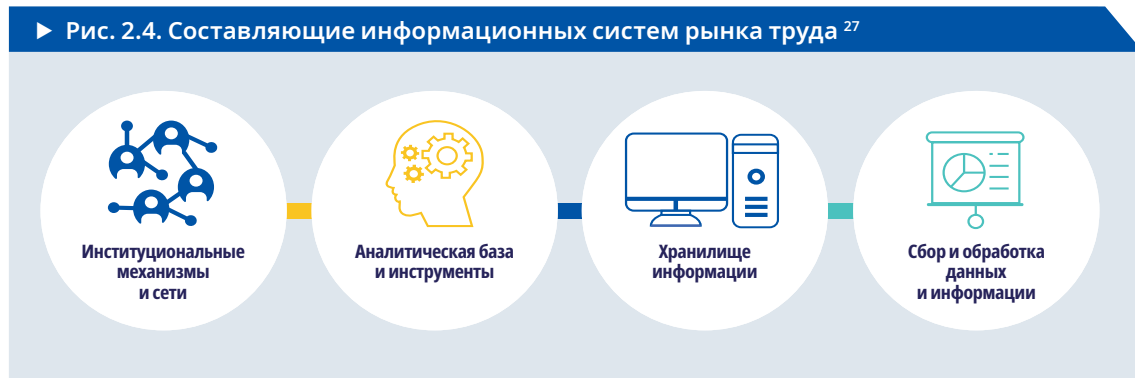 ▶ Рис. 2.4. Составляющие информационных систем рынка труда 27
Институциональные
механизмы
и сети
Аналитическая база
и инструменты
Хранилище
информации
Сбор и обработка
данных
и информации